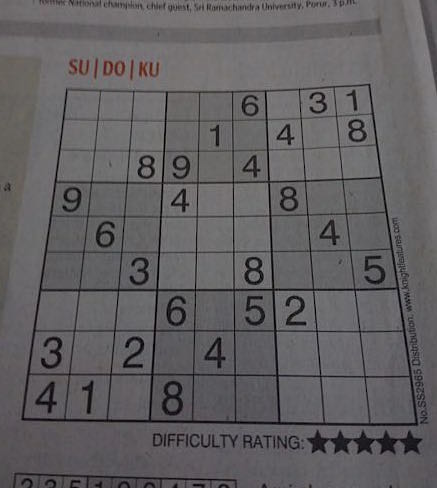 former National champion, chief guest, Sri Ramachandra University, Porur, 3 p.m.
SU | DO | KU
6 3 1
1 4 8
8 9 4
a
9 4 8
6 4
3 8 5
6 5 2
3 2 4
4 1 8
No.SS2965 Distribution: www.knightfeatures.com
DIFFICULTY RATING: ★★★★★